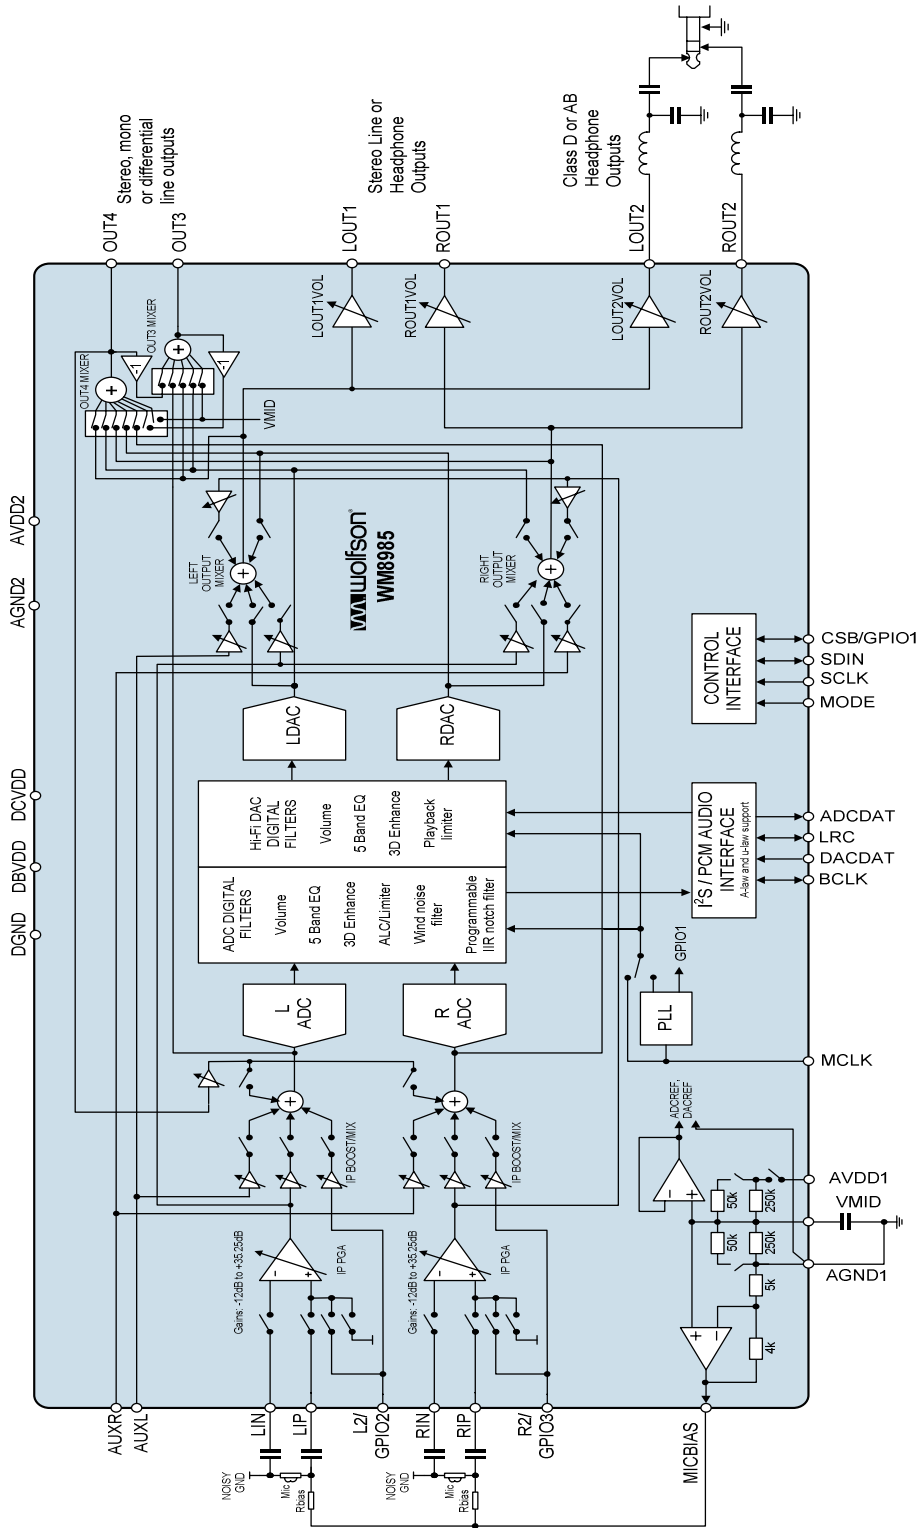 Stereo, mono
or differential
line outputs
Stereo Line or
Headphone
Outputs
Class D or AB
Headphone
Outputs
OUT4
OUT3
LOUT1
ROUT1
LOUT2
ROUT2
OUT4 MIXER
OUT3 MIXER
-1
-1
+
+
VMID
LOUT1VOL
ROUT1VOL
LOUT2VOL
ROUT2VOL
AVDD2
AGND2
DCVDD
DBVDD
DGND
LEFT
OUTPUT
MIXER
+
wolfson®
WM8985
RIGHT
OUTPUT
MIXER
+
LDAC
RDAC
Hi-Fi DAC
DIGITAL
FILTERS
Volume
5 Band EQ
3D Enhance
Playback
limiter
ADC DIGITAL
FILTERS
Volume
5 Band EQ
3D Enhance
ALC/Limiter
Wind noise
filter
Programmable
IIR notch filter
L
ADC
R
ADC
CONTROL
INTERFACE
CSB/GPIO1
SDIN
SCLK
MODE
I2S / PCM AUDIO
INTERFACE
A-law and u-law support
ADCDAT
LRC
DACDAT
BCLK
PLL
GPIO1
MCLK
+
+
IP BOOST/MIX
IP BOOST/MIX
ADCREF,
DACREF
-
+
50k
250k
50k
250k
5k
4k
+
-
AVDD1
VMID
AGND1
Gains: -12dB to +35.25dB
-
+
IP PGA
Gains: -12dB to +35.25dB
-
+
IP PGA
AUXR
AUXL
LIN
LIP
L2/
GPIO2
RIN
RIP
R2/
GPIO3
MICBIAS
NOISY
GND
Mic
Rbias
NOISY
GND
Mic
Rbias